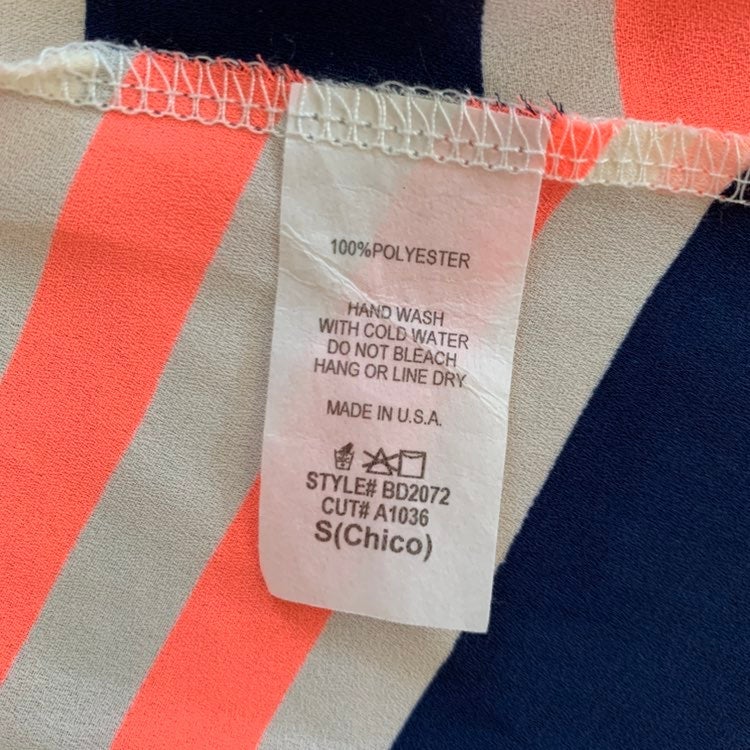 100%POLYESTER
HAND WASH
WITH COLD WATER
DO NOT BLEACH
HANG OR LINE DRY
MADE IN U.S.A.
STYLE# BD2072
CUT# A1036
S(Chico)